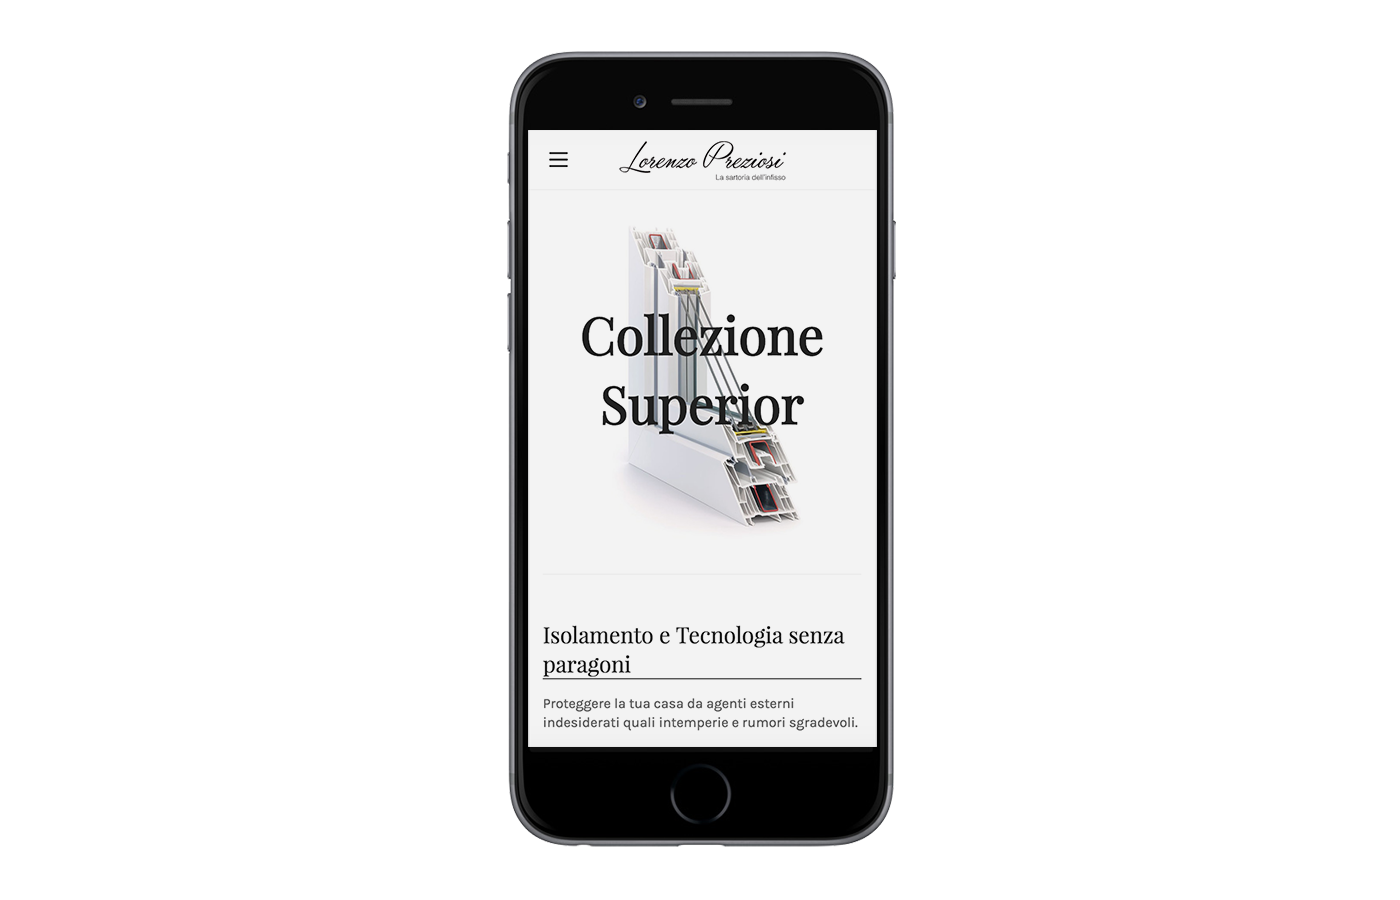 Lorenzo Preziosi
La sartoria dell'infisso
Collezione
Superior
Isolamento e Tecnologia senza
paragoni
Proteggere la tua casa da agenti esterni
indesiderati quali intemperie e rumori sgradevoli.